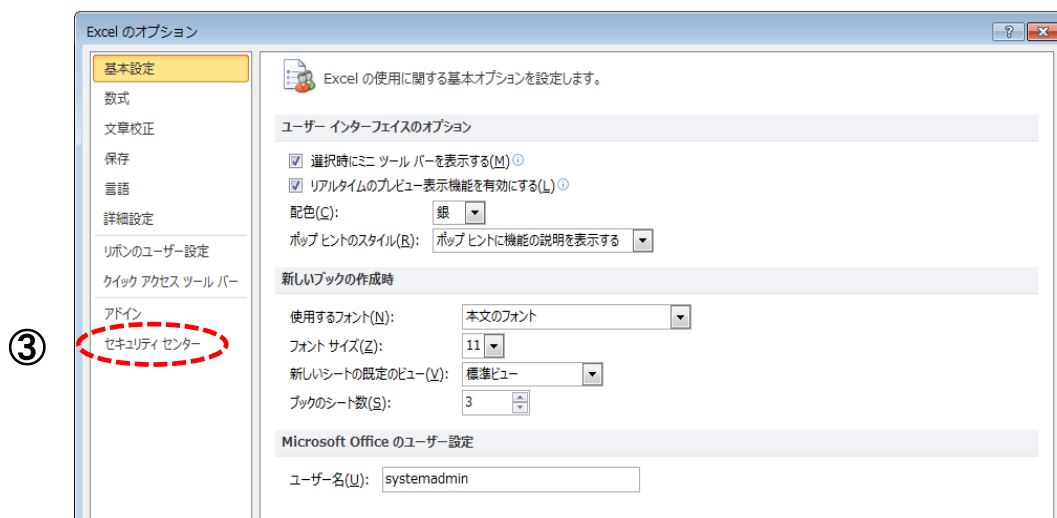 Excel のオプション
基本設定
数式
文章校正
保存
言語
詳細設定
リボンのユーザー設定
クイック アクセス ツール バー
アドイン
③
セキュリティ センター
Excel の使用に関する基本オプションを設定します。
ユーザー インターフェイスのオプション
選択時にミニ ツール バーを表示する(M)
リアルタイムのプレビュー表示機能を有効にする(L)
配色(C): 銀
ポップ ヒントのスタイル(R): ポップ ヒントに機能の説明を表示する
新しいブックの作成時
使用するフォント(N): 本文のフォント
フォント サイズ(Z): 11
新しいシートの既定のビュー(V): 標準ビュー
ブックのシート数(S): 3
Microsoft Office のユーザー設定
ユーザー名(U): systemadmin